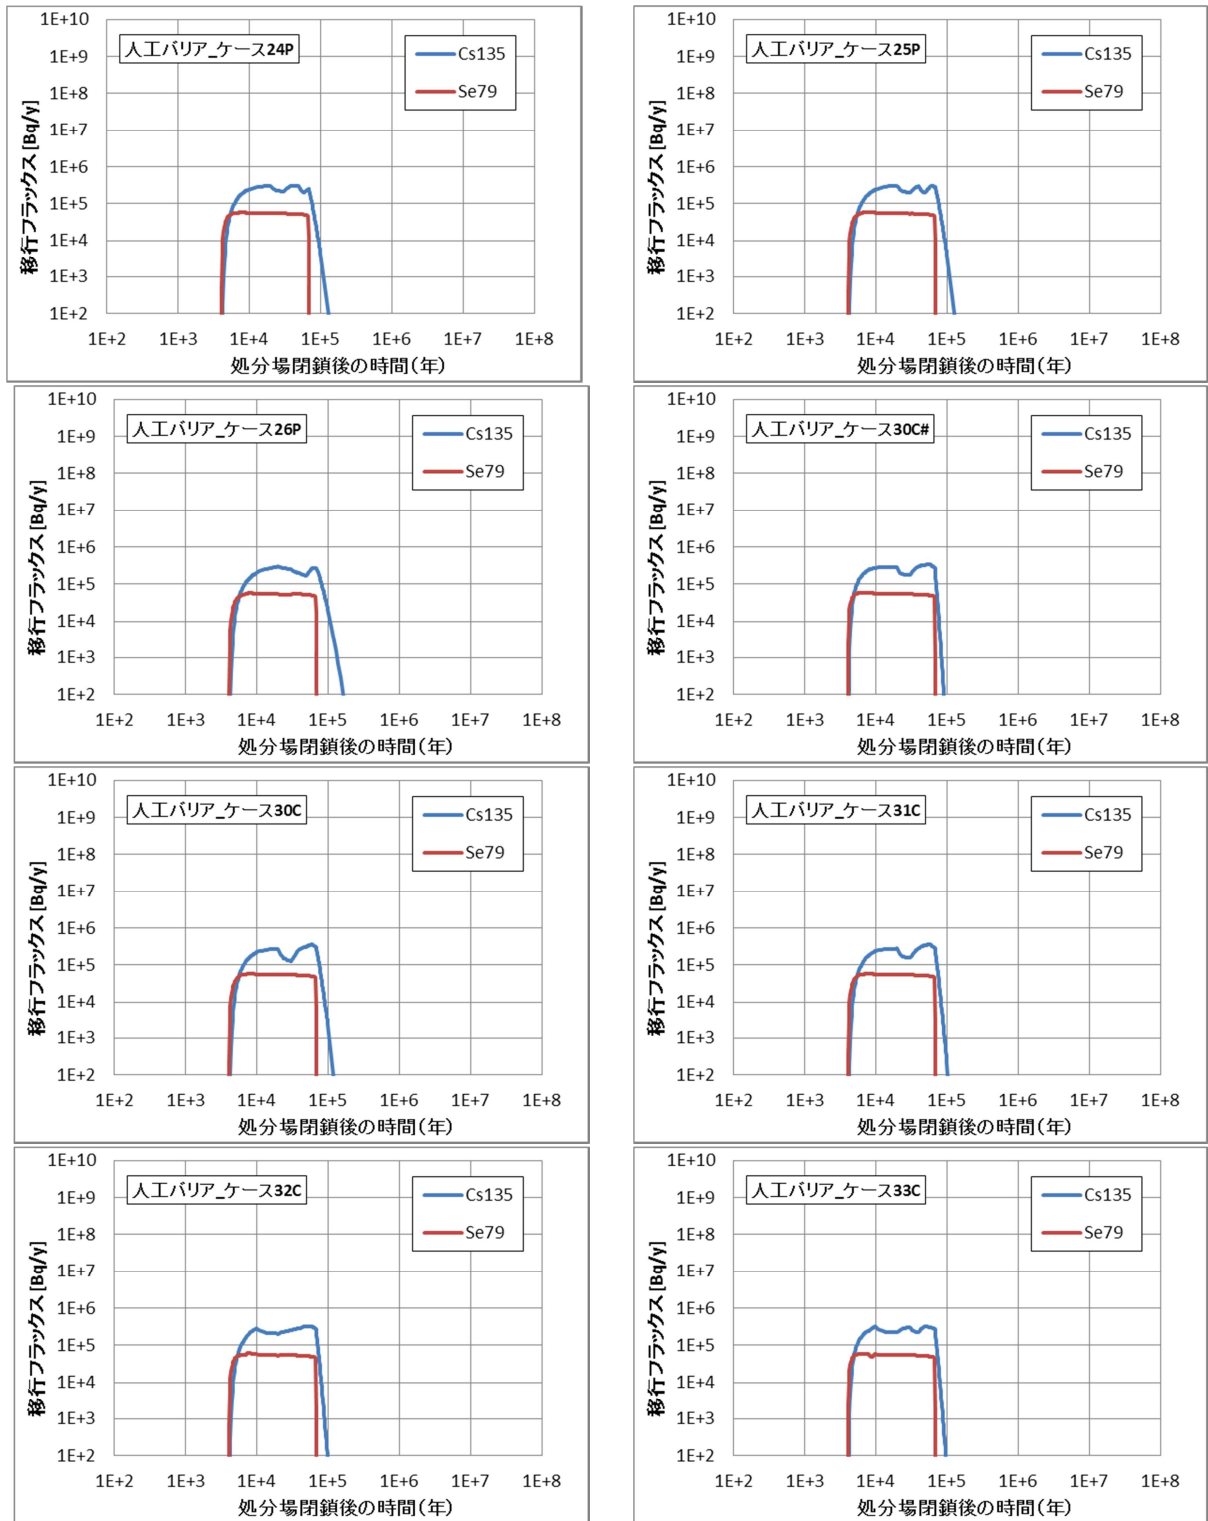 人工バリア_ケース24P
Cs135
Se79
移行フラックス[Bq/y]
1E+10
1E+9
1E+8
1E+7
1E+6
1E+5
1E+4
1E+3
1E+2
1E+2 1E+3 1E+4 1E+5 1E+6 1E+7 1E+8
処分場閉鎖後の時間(年)
人工バリア_ケース25P
Cs135
Se79
移行フラックス[Bq/y]
1E+10
1E+9
1E+8
1E+7
1E+6
1E+5
1E+4
1E+3
1E+2
1E+2 1E+3 1E+4 1E+5 1E+6 1E+7 1E+8
処分場閉鎖後の時間(年)
人工バリア_ケース26P
Cs135
Se79
移行フラックス[Bq/y]
1E+10
1E+9
1E+8
1E+7
1E+6
1E+5
1E+4
1E+3
1E+2
1E+2 1E+3 1E+4 1E+5 1E+6 1E+7 1E+8
処分場閉鎖後の時間(年)
人工バリア_ケース30C#
Cs135
Se79
移行フラックス[Bq/y]
1E+10
1E+9
1E+8
1E+7
1E+6
1E+5
1E+4
1E+3
1E+2
1E+2 1E+3 1E+4 1E+5 1E+6 1E+7 1E+8
処分場閉鎖後の時間(年)
人工バリア_ケース30C
Cs135
Se79
移行フラックス[Bq/y]
1E+10
1E+9
1E+8
1E+7
1E+6
1E+5
1E+4
1E+3
1E+2
1E+2 1E+3 1E+4 1E+5 1E+6 1E+7 1E+8
処分場閉鎖後の時間(年)
人工バリア_ケース31C
Cs135
Se79
移行フラックス[Bq/y]
1E+10
1E+9
1E+8
1E+7
1E+6
1E+5
1E+4
1E+3
1E+2
1E+2 1E+3 1E+4 1E+5 1E+6 1E+7 1E+8
処分場閉鎖後の時間(年)
人工バリア_ケース32C
Cs135
Se79
移行フラックス[Bq/y]
1E+10
1E+9
1E+8
1E+7
1E+6
1E+5
1E+4
1E+3
1E+2
1E+2 1E+3 1E+4 1E+5 1E+6 1E+7 1E+8
処分場閉鎖後の時間(年)
人工バリア_ケース33C
Cs135
Se79
移行フラックス[Bq/y]
1E+10
1E+9
1E+8
1E+7
1E+6
1E+5
1E+4
1E+3
1E+2
1E+2 1E+3 1E+4 1E+5 1E+6 1E+7 1E+8
処分場閉鎖後の時間(年)